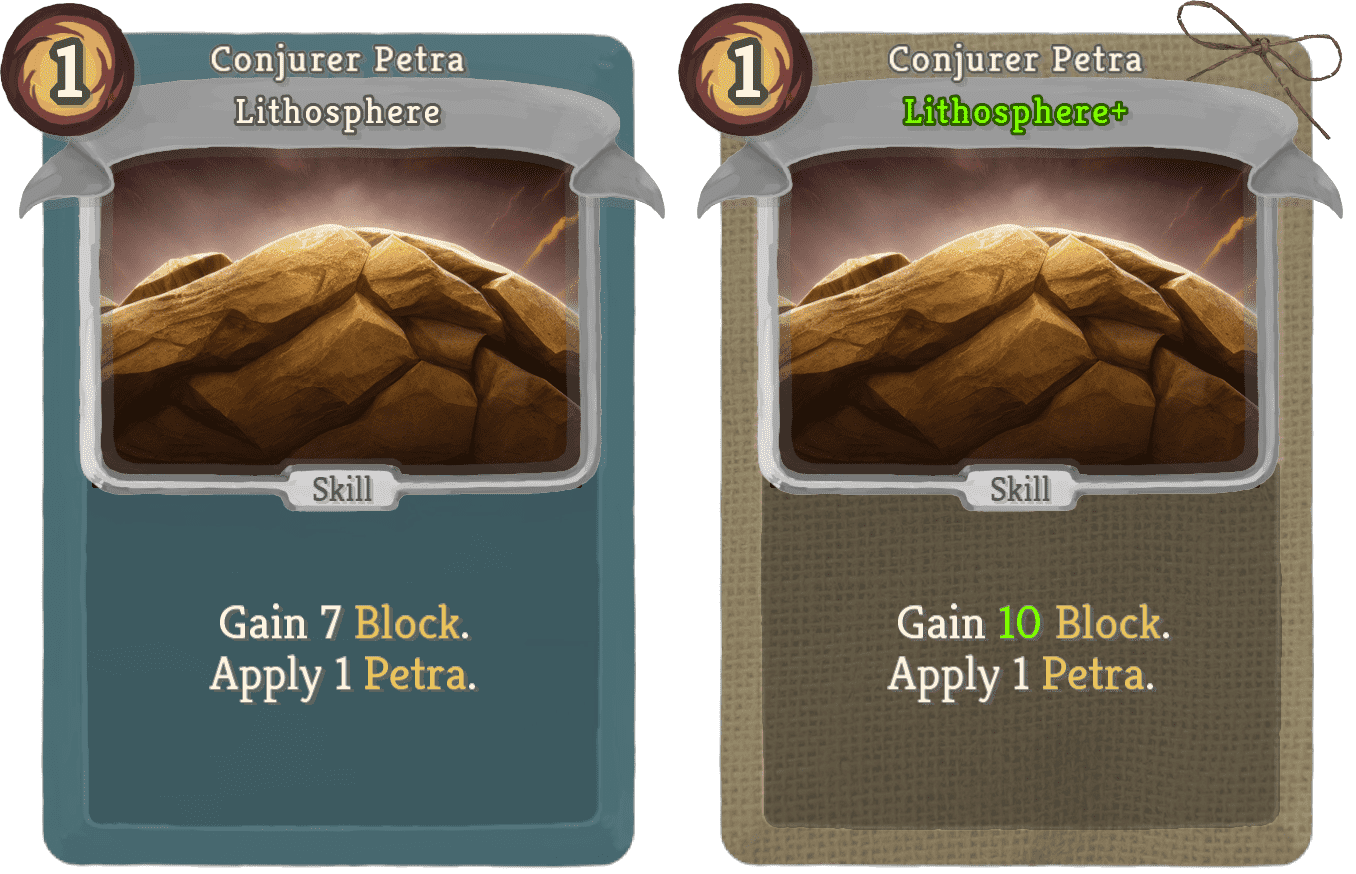 1
Conjurer Petra
Lithosphere
Skill
Gain 7 Block.
Apply 1 Petra.
1
Conjurer Petra
Lithosphere+
Skill
Gain 10 Block.
Apply 1 Petra.